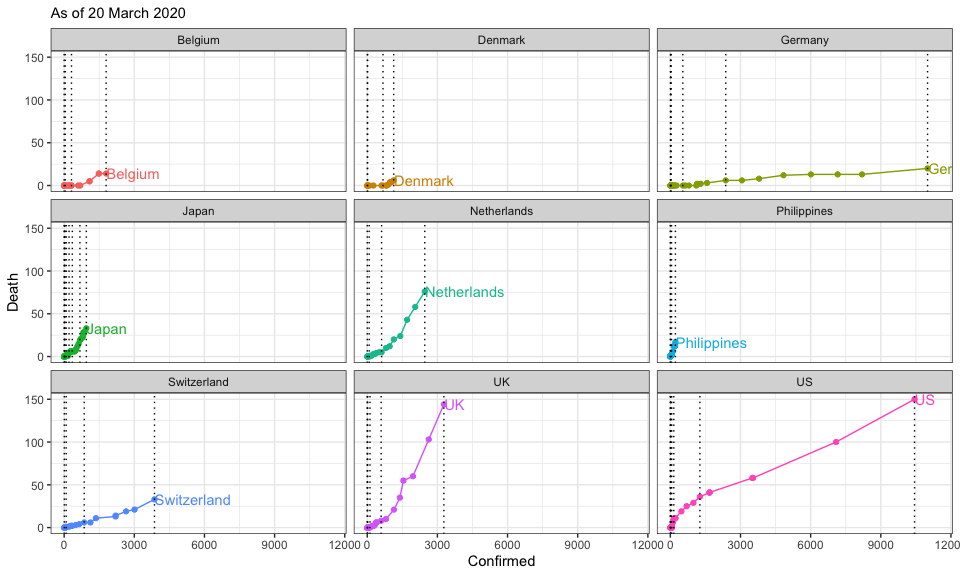 As of 20 March 2020
Belgium
Denmark
Germany
150
100
50
0
Belgium
Denmark
Ger
Japan
Netherlands
Philippines
150
100
50
0
Japan
Netherlands
Philippines
Switzerland
UK
US
150
100
50
0
Switzerland
UK
US
0 3000 6000 9000 12000
0 3000 6000 9000 12000
0 3000 6000 9000 1200
Death
Confirmed